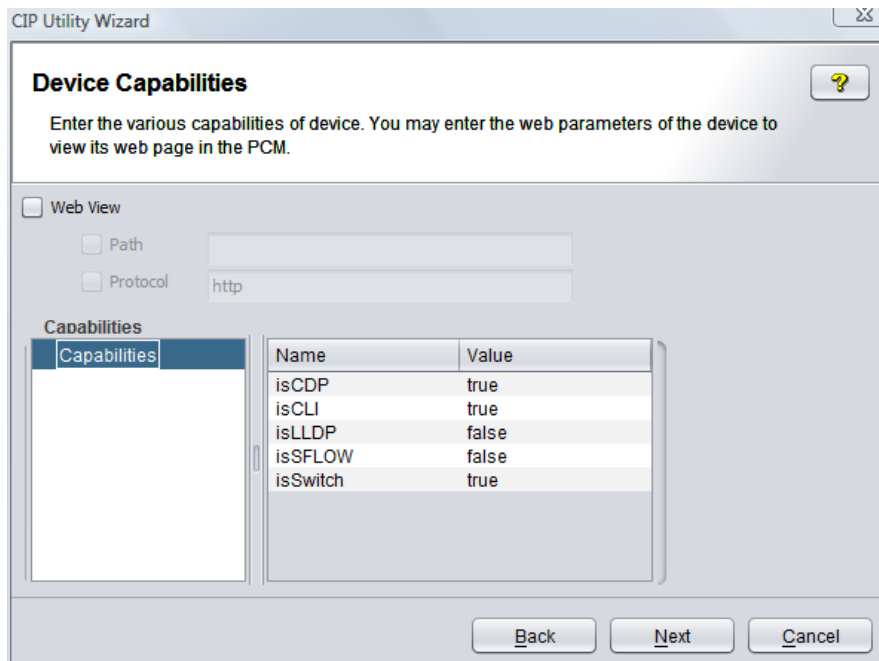 CIP Utility Wizard
Device Capabilities
?
Enter the various capabilities of device. You may enter the web parameters of the device to
view its web page in the PCM.
Web View
Path
Protocol
http
Capabilities
Capabilities
Name Value
isCDP true
isCLI true
isLLDP false
isSFLOW false
isSwitch true
Back Next Cancel